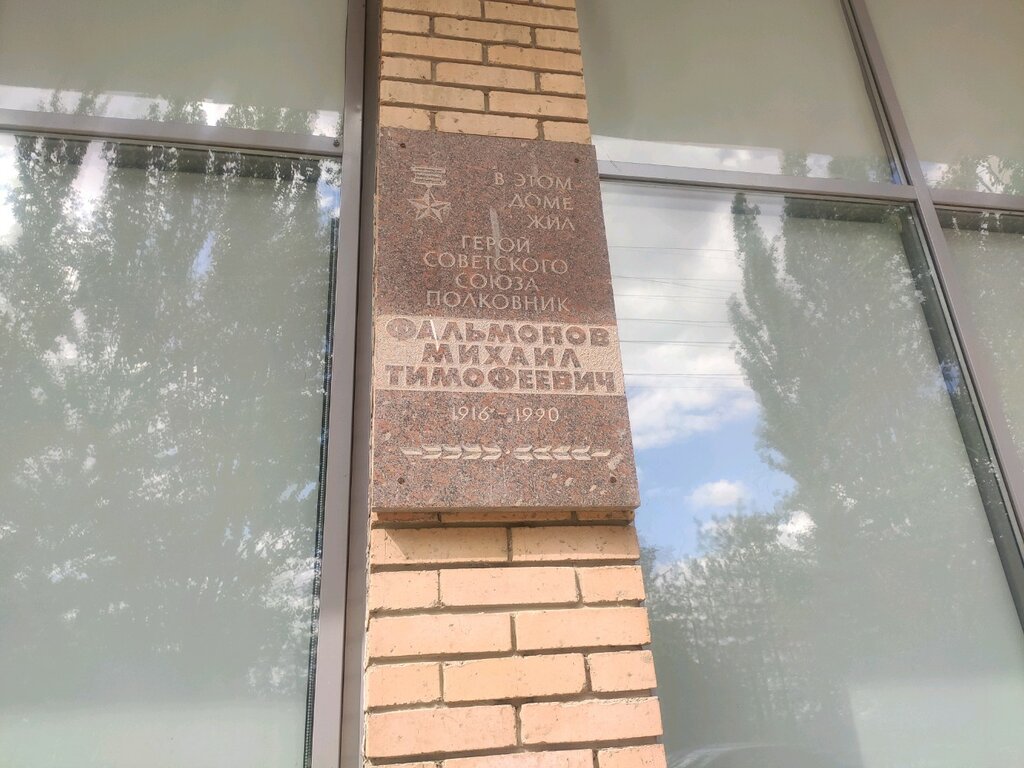 В ЭТОМ
ДОМЕ
ЖИЛ
ГЕРОЙ
СОВЕТСКОГО
СОЮЗА
ПОЛКОВНИК
ФАЛЬМОНОВ
МИХАИЛ
ТИМОФЕЕВИЧ
1916 - 1990